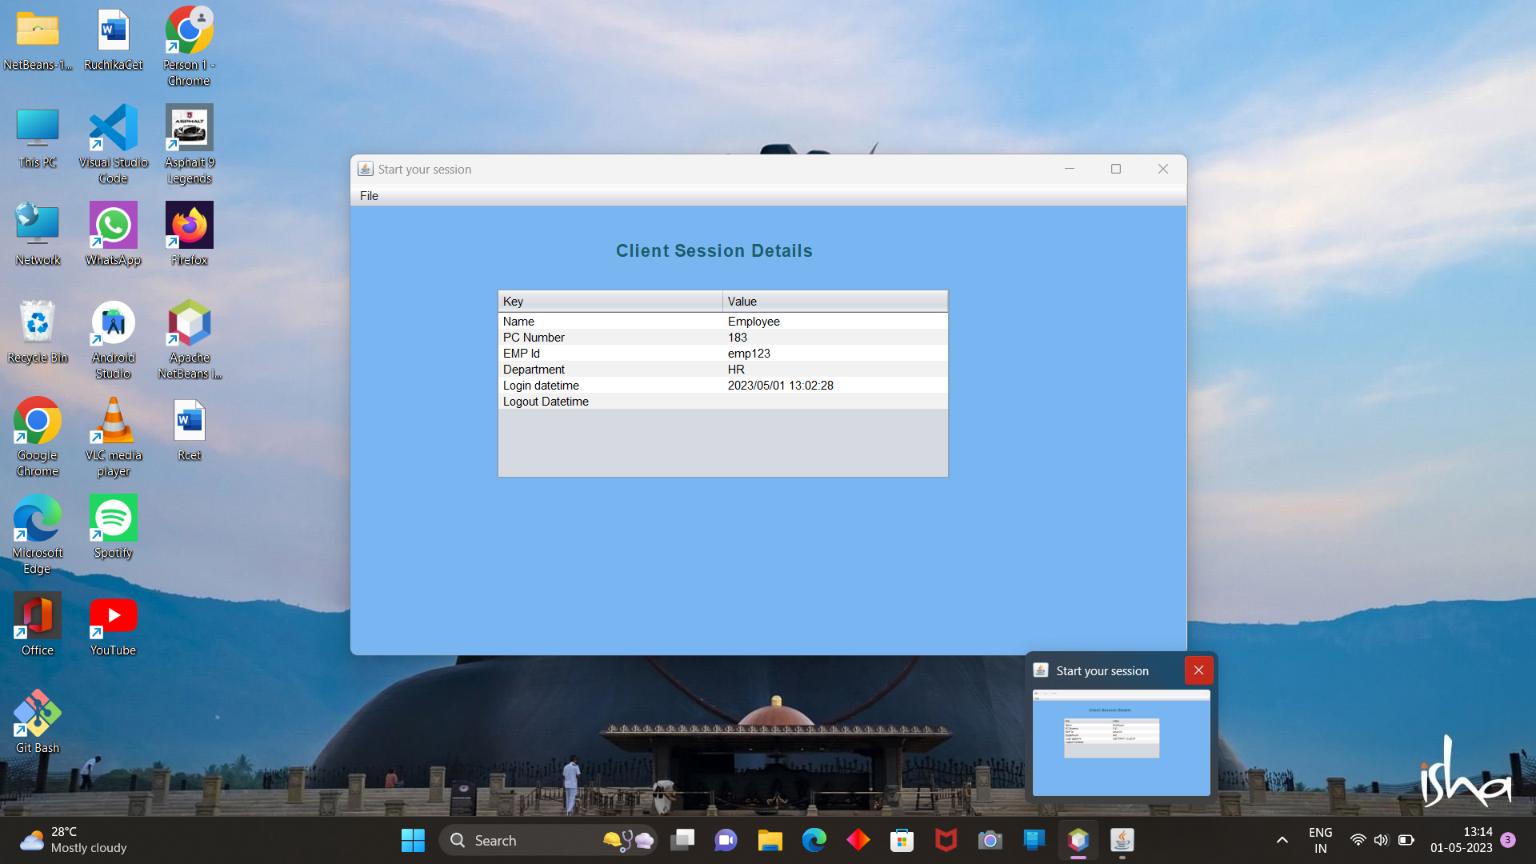 NetBeans-1...
RuchikaCet
Person 1 -
Chrome
This PC
Visual Studio
Code
Asphalt 9
Legends
Network
WhatsApp
Firefox
Recycle Bin
Android
Studio
Apache
NetBeans I...
Google
Chrome
VLC media
player
Rcet
Microsoft
Edge
Spotify
Office
YouTube
Git Bash
ASPHALT
Start your session
File
Client Session Details
Key Value
Name Employee
PC Number 183
EMP Id emp123
Department HR
Login datetime 2023/05/01 13:02:28
Logout Datetime
Start your session
isha
28°C
Mostly cloudy
Search
ENG
IN
13:14
01-05-2023
3